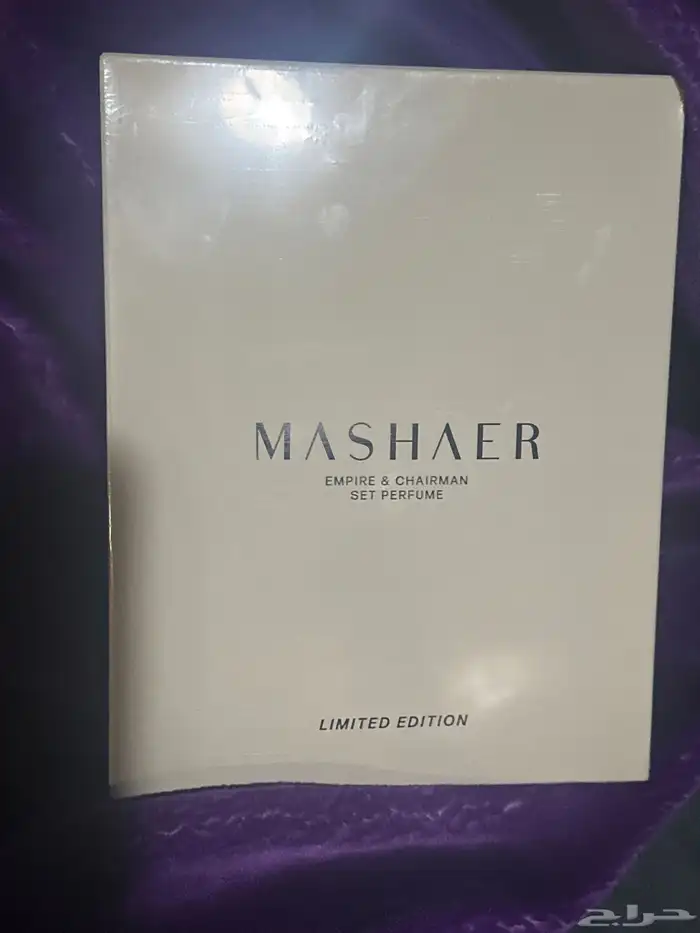 MASHAER
EMPIRE & CHAIRMAN
SET PERFUME
LIMITED EDITION
حراج